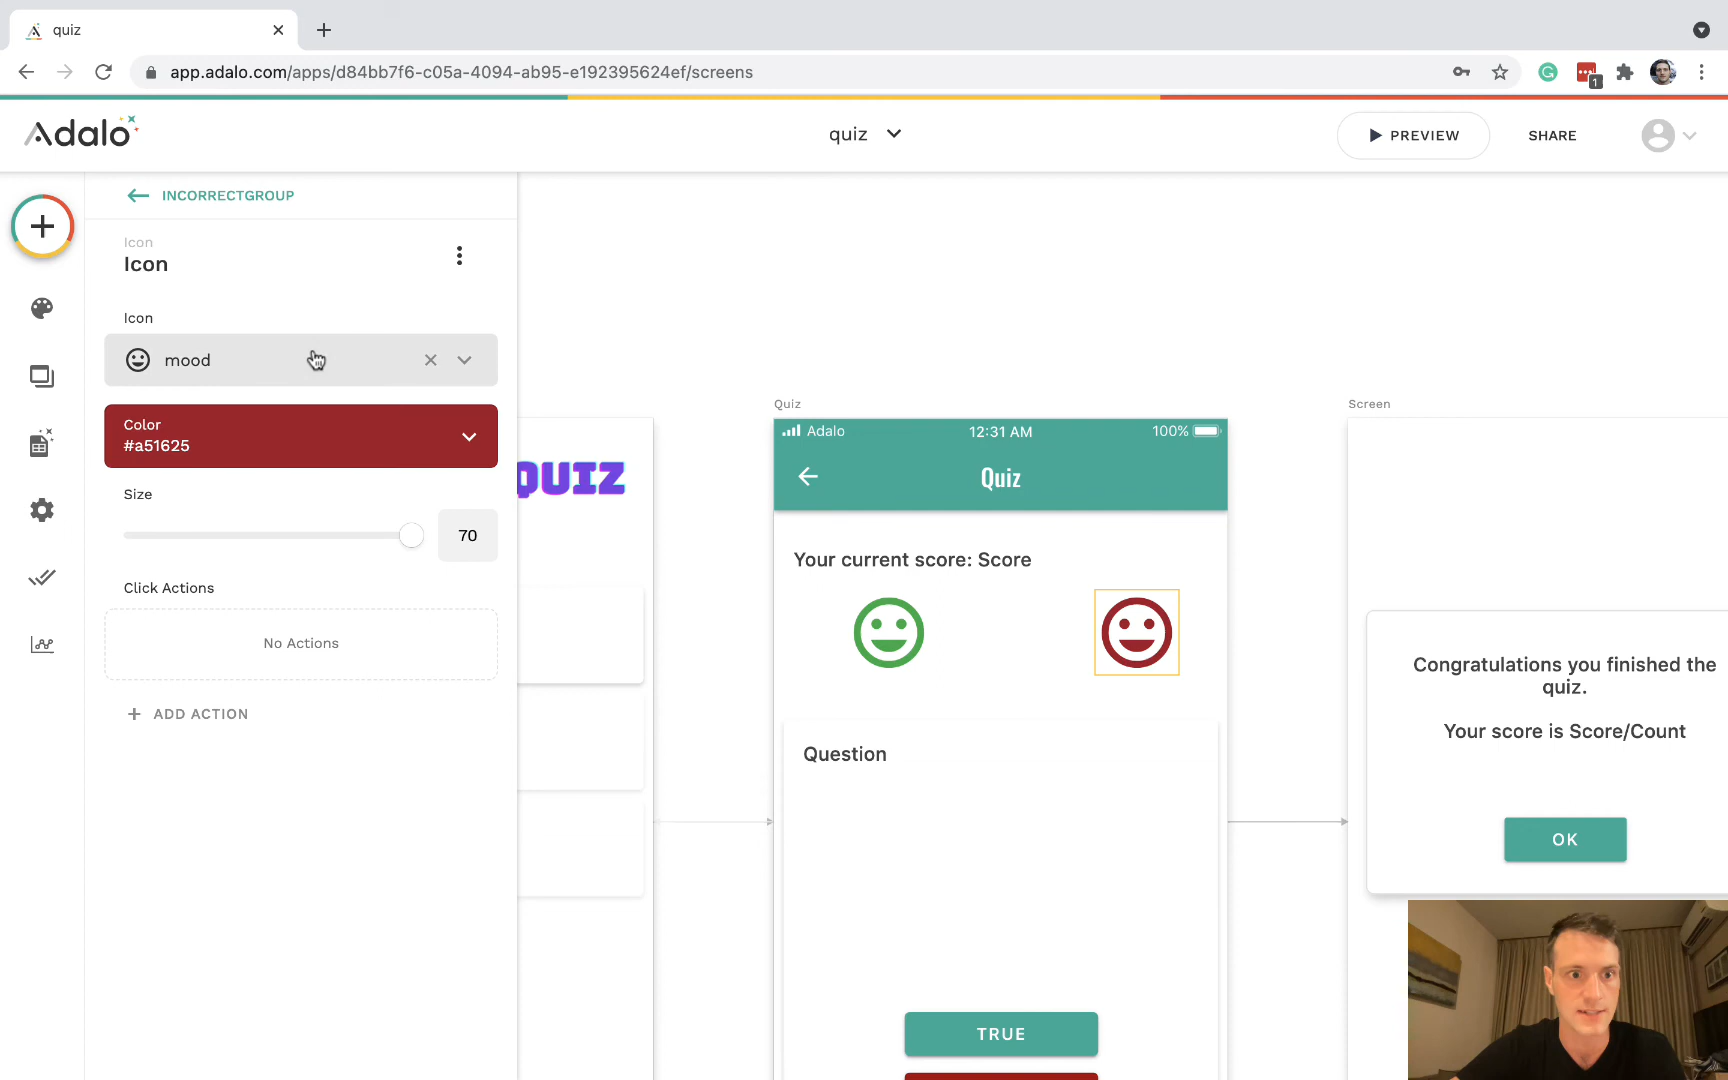 quiz
app.adalo.com/apps/d84bb7f6-c05a-4094-ab95-e192395624ef/screens
1
Adalo
quiz
PREVIEW
SHARE
INCORRECTGROUP
Icon
Icon
Icon
mood
Color
#a51625
Size
70
Click Actions
No Actions
ADD ACTION
QUIZ
Quiz
Adalo
12:31 AM
100%
Quiz
Your current score: Score
Question
TRUE
Screen
Congratulations you finished the
quiz.
Your score is Score/Count
OK